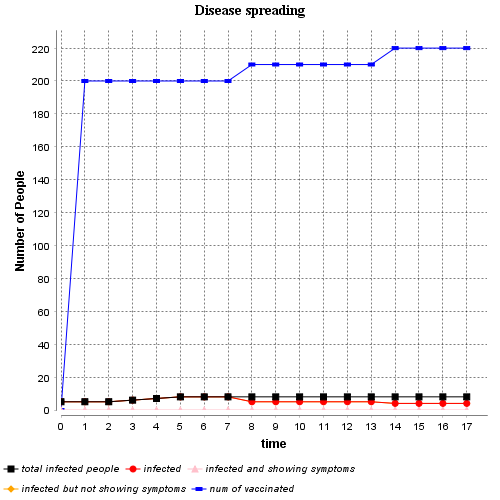 Disease spreading
Number of People
220
200
180
160
140
120
100
80
60
40
20
0
0 1 2 3 4 5 6 7 8 9 10 11 12 13 14 15 16 17
time
total infected people infected infected and showing symptoms
infected but not showing symptoms num of vaccinated